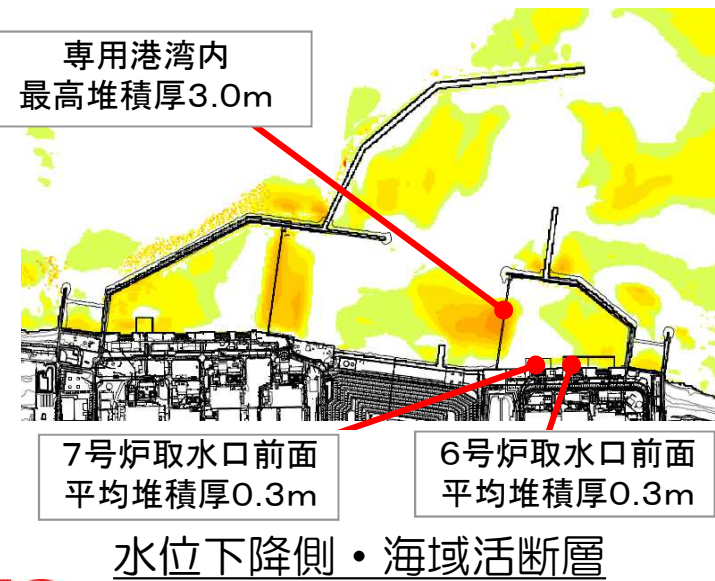 専用港湾内
最高堆積厚3.0m
7号炉取水口前面
平均堆積厚0.3m
6号炉取水口前面
平均堆積厚0.3m
水位下降側・海域活断層